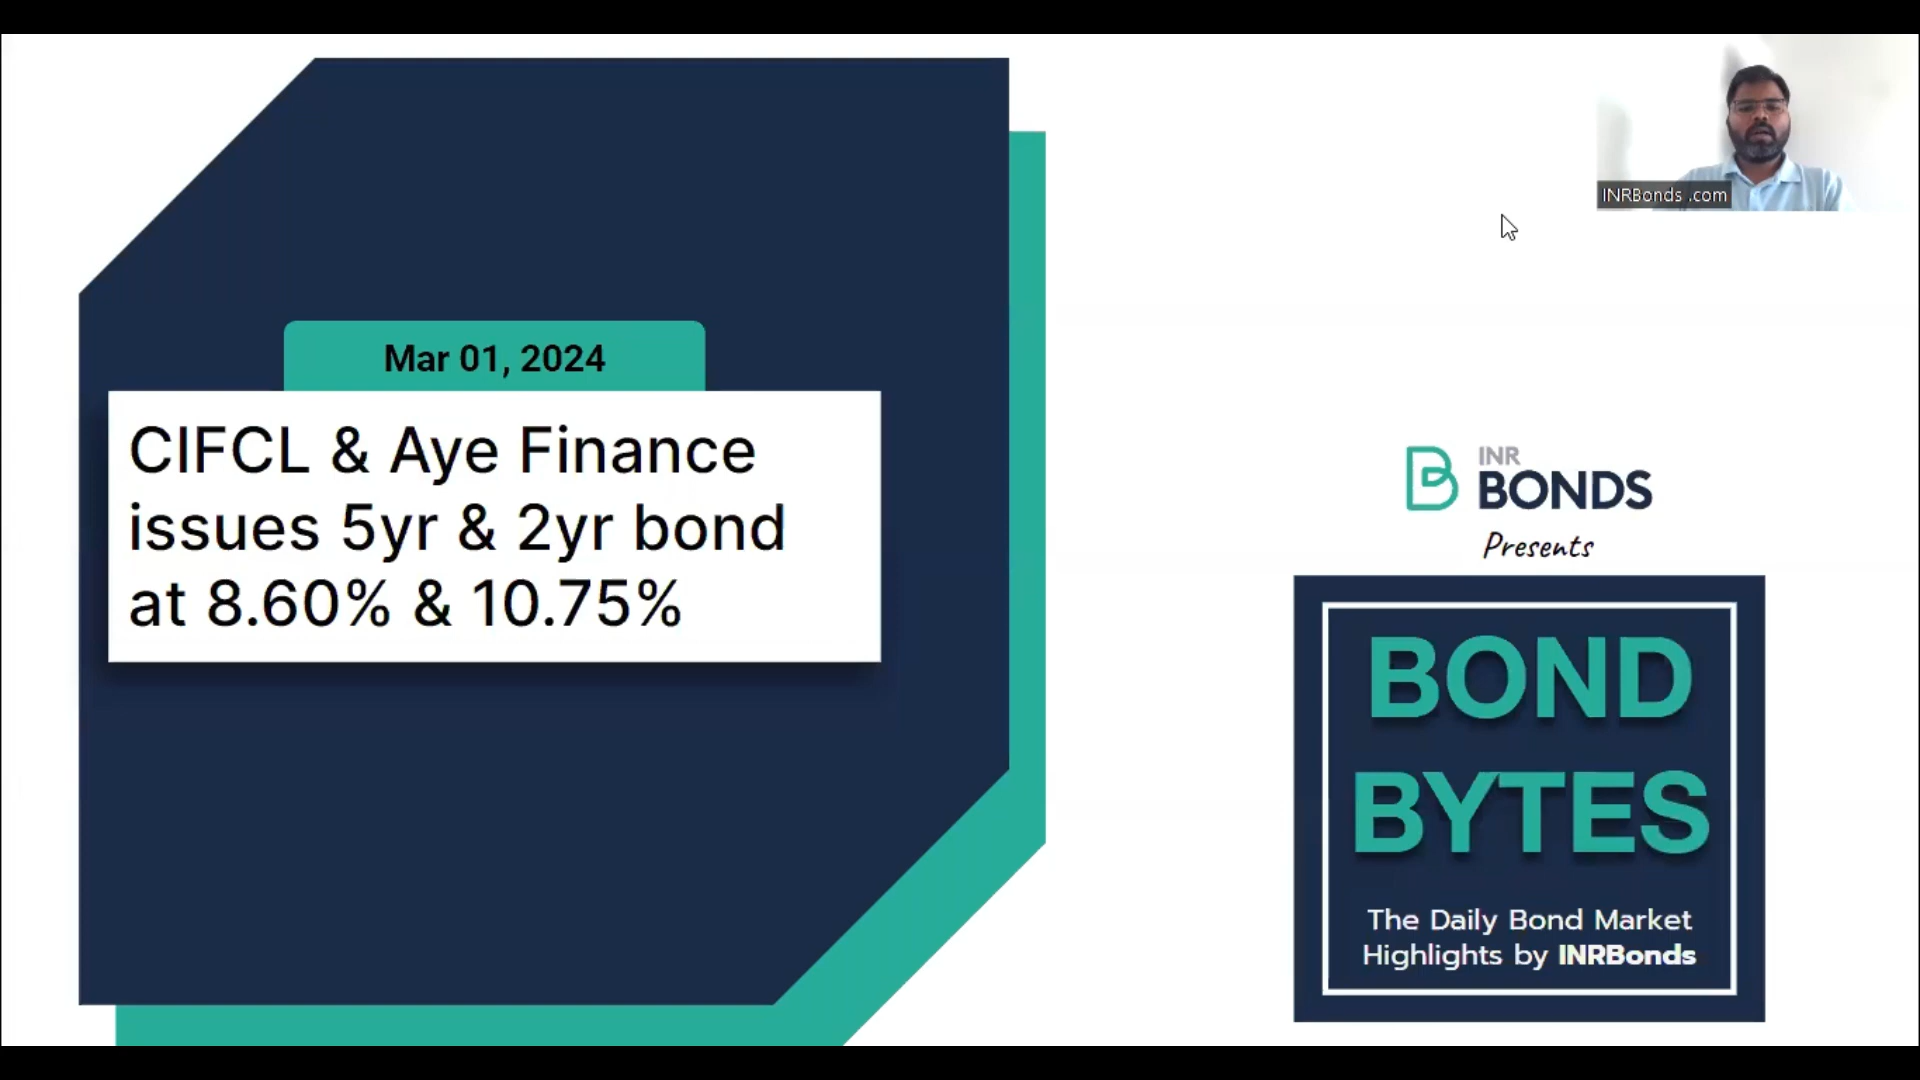 Mar 01, 2024
CIFCL & Aye Finance
issues 5yr & 2yr bond
at 8.60% & 10.75%
INRBonds .com
INR
BONDS
Presents
BOND
BYTES
The Daily Bond Market
Highlights by INRBonds